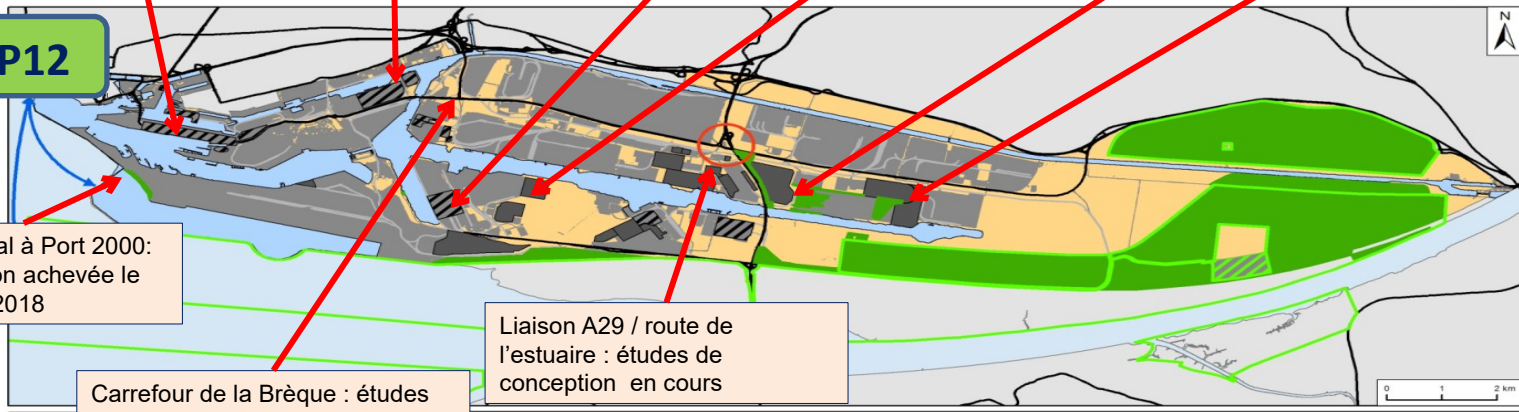 N
P12
al à Port 2000:
on achevée le
2018
Liaison A29 / route de
l’estuaire : études de
conception en cours
Carrefour de la Brèque : études
0 1 2 km